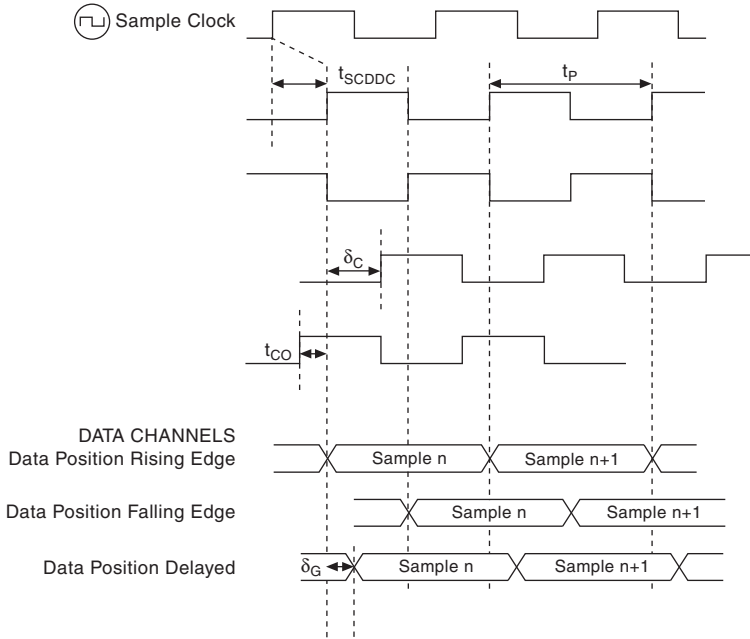 Sample Clock
tSCDDC
tP
δC
tCO
DATA CHANNELS
Data Position Rising Edge
Sample n
Sample n+1
Data Position Falling Edge
Sample n
Sample n+1
Data Position Delayed
δG
Sample n
Sample n+1